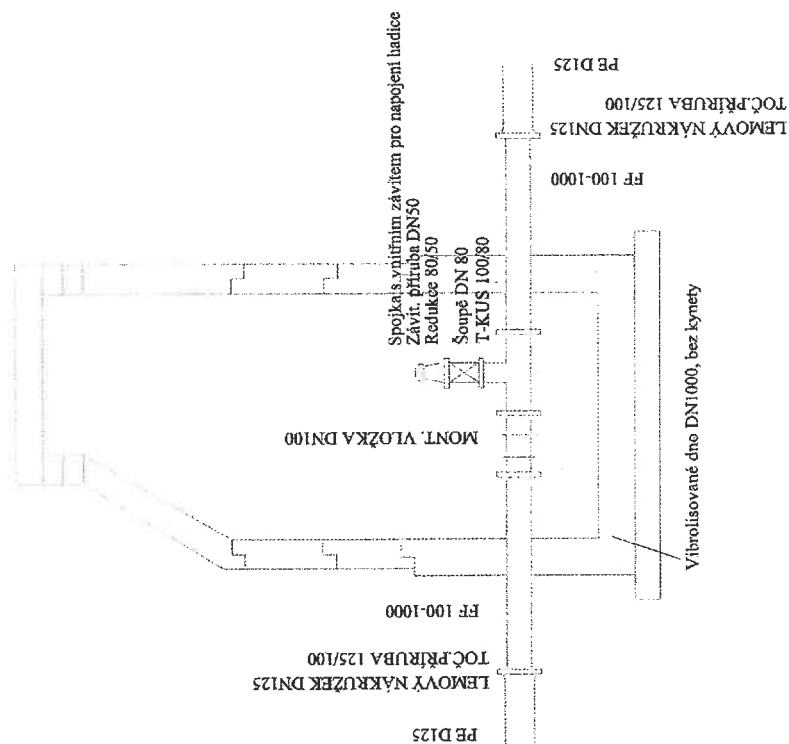 PE D125
LEMOVÝ NÁKRUŽEK DN125
TOČ.PŘÍRUBA 125/100
FF 100-1000
MONT. VLOŽKA DN100
Spojka s vnitřním závitem pro napojení hadice
Závit. příruba DN50
Redukce 80/50
Šoupě DN 80
T-KUS 100/80
FF 100-1000
LEMOVÝ NÁKRUŽEK DN125
TOČ.PŘÍRUBA 125/100
PE D125
Vibrolisované dno DN1000, bez kynety